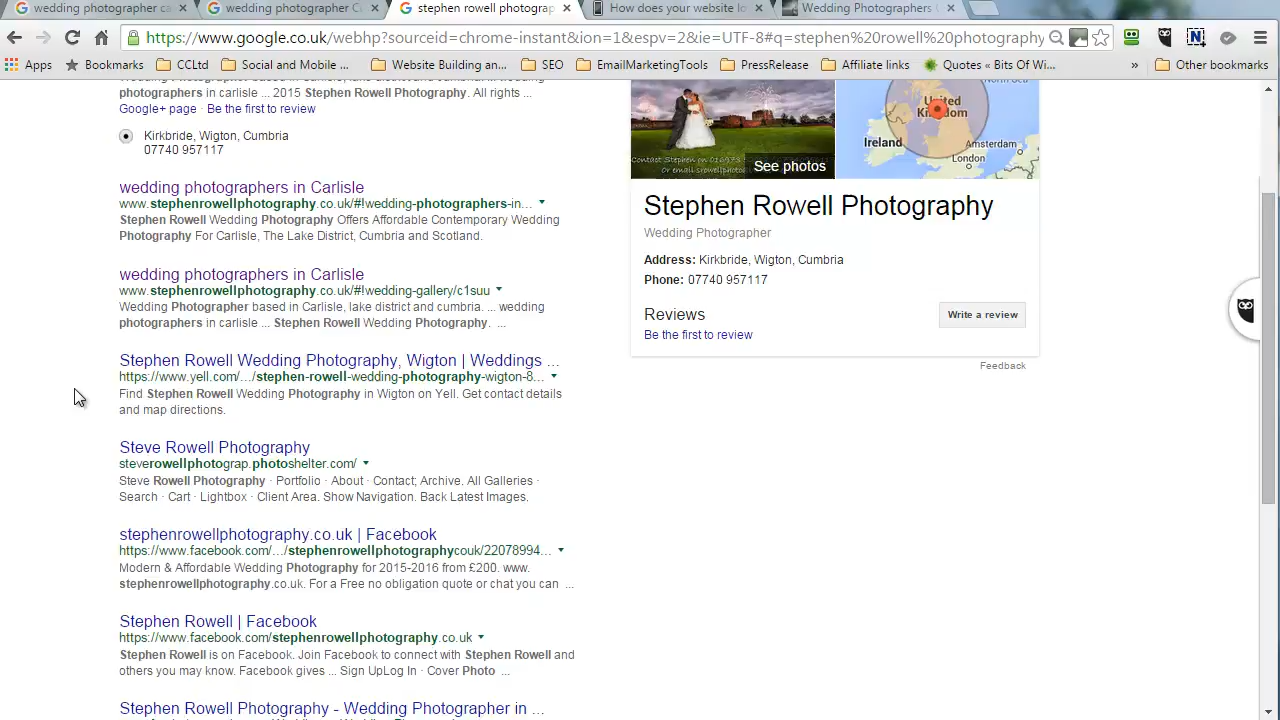 wedding photographer ca
wedding photographer C
stephen rowell photograp
How does your website lo
Wedding Photographers
https://www.google.co.uk/webhp?sourceid=chrome-instant&ion=1&espv=2&ie=UTF-8#q=stephen%20rowell%20photography
Apps
Bookmarks
CCLtd
Social and Mobile ...
Website Building an...
SEO
EmailMarketingTools
PressRelease
Affiliate links
Quotes « Bits Of Wi...
»
Other bookmarks
parts in carlisle ... 2015 Stephen Rowell Photography. All rights ...
Google+ page · Be the first to review
Kirkbride, Wigton, Cumbria
07740 957117
wedding photographers in Carlisle
www.stephenrowellphotography.co.uk/#!wedding-photographers-in...
Stephen Rowell Wedding Photography Offers Affordable Contemporary Wedding
Photography For Carlisle, The Lake District, Cumbria and Scotland.
wedding photographers in Carlisle
www.stephenrowellphotography.co.uk/#!wedding-gallery/c1suu
Wedding Photographer based in Carlisle, lake district and cumbria. ... wedding
photographers in carlisle ... Stephen Rowell Wedding Photography. ...
Stephen Rowell Wedding Photography, Wigton | Weddings ...
https://www.yell.com/.../stephen-rowell-wedding-photography-wigton-8...
Find Stephen Rowell Wedding Photography in Wigton on Yell. Get contact details
and map directions.
Steve Rowell Photography
steverowellphotograp.photoshelter.com/
Steve Rowell Photography · Portfolio · About · Contact; Archive. All Galleries ·
Search · Cart · Lightbox · Client Area. Show Navigation. Back Latest Images.
stephenrowellphotography.co.uk | Facebook
https://www.facebook.com/.../stephenrowellphotographycouk/22078994...
Modern & Affordable Wedding Photography for 2015-2016 from £200. www.
stephenrowellphotography.co.uk. For a Free no obligation quote or chat you can ...
Stephen Rowell | Facebook
https://www.facebook.com/stephenrowellphotography.co.uk
Stephen Rowell is on Facebook. Join Facebook to connect with Stephen Rowell and
others you may know. Facebook gives ... Sign UpLog In · Cover Photo ...
Stephen Rowell Photography - Wedding Photographer in ...
See photos
United
Kingdom
Ireland
Amsterdam
London
Stephen Rowell Photography
Wedding Photographer
Address: Kirkbride, Wigton, Cumbria
Phone: 07740 957117
Reviews
Write a review
Be the first to review
Feedback